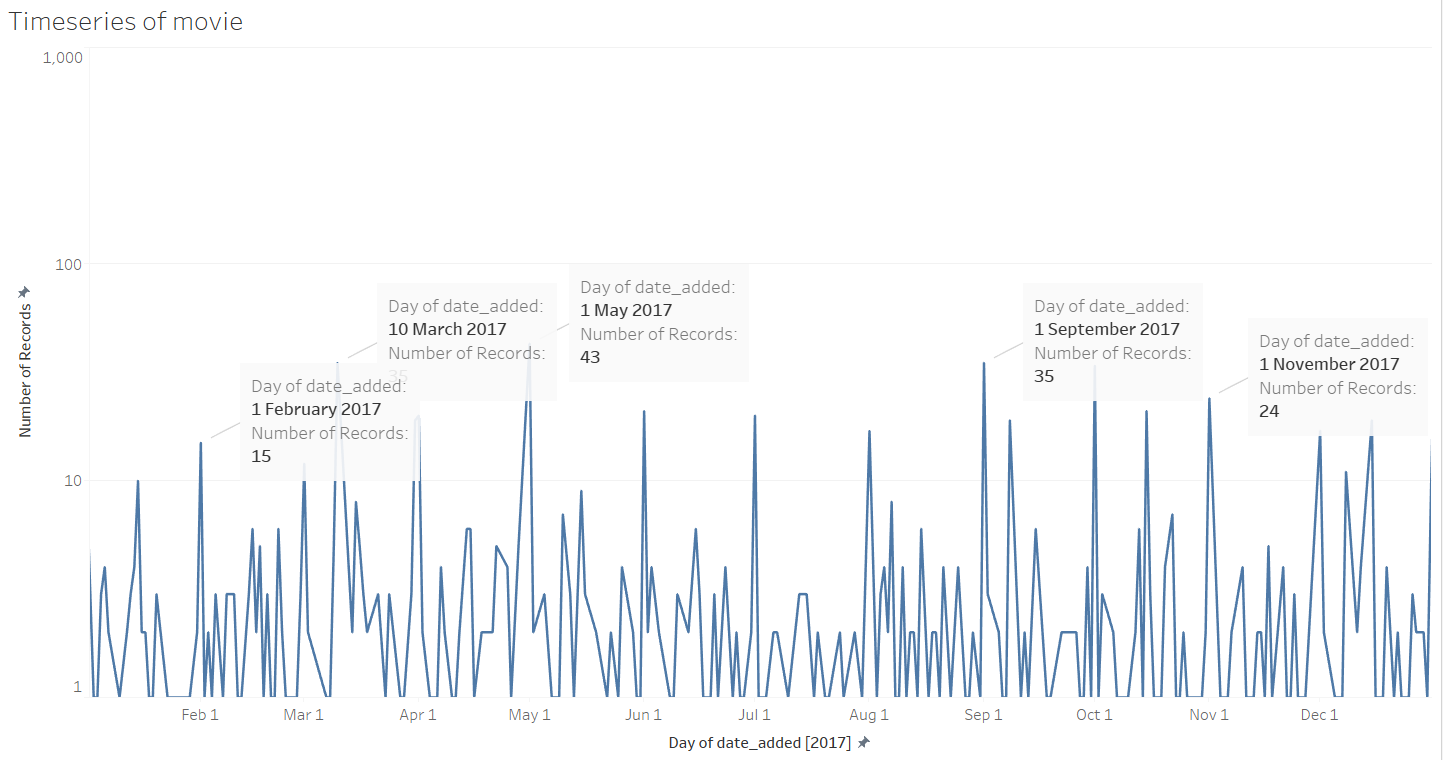 Timeseries of movie
1,000
100
10
1
Number of Records
Day of date_added:
1 February 2017
Number of Records:
15
Day of date_added:
10 March 2017
Number of Records:
35
Day of date_added:
1 May 2017
Number of Records:
43
Day of date_added:
1 September 2017
Number of Records:
35
Day of date_added:
1 November 2017
Number of Records:
24
Feb 1
Mar 1
Apr 1
May 1
Jun 1
Jul 1
Aug 1
Sep 1
Oct 1
Nov 1
Dec 1
Day of date_added [2017]